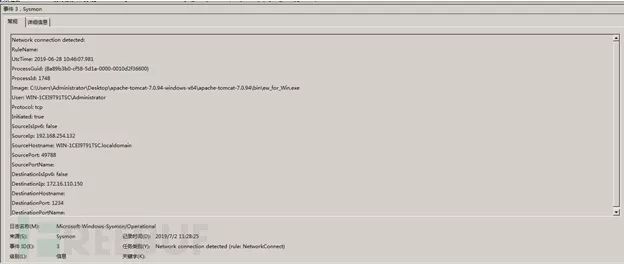 事件 3，Sysmon
常规 详细信息
Network connection detected:
RuleName:
UtcTime: 2019-06-28 10:46:07.981
ProcessGuid: {8a89b3b0-cf58-5d1a-0000-0010d2f36600}
ProcessId: 1748
Image: C:\Users\Administrator\Desktop\apache-tomcat-7.0.94-windows-x64\apache-tomcat-7.0.94\bin\ew_for_Win.exe
User: WIN-1CEI9T91TSC\Administrator
Protocol: tcp
Initiated: true
SourceIsIpv6: false
SourceIp: 192.168.254.132
SourceHostname: WIN-1CEI9T91TSC.localdomain
SourcePort: 49788
SourcePortName:
DestinationIsIpv6: false
DestinationIp: 172.16.110.150
DestinationHostname:
DestinationPort: 1234
DestinationPortName:
日志名称(M): Microsoft-Windows-Sysmon/Operational
来源(S): Sysmon 记录时间(D): 2019/7/2 11:28:25
事件 ID(E): 3 任务类别(Y): Network connection detected (rule: NetworkConnect)
级别(L): 信息 关键字(K):